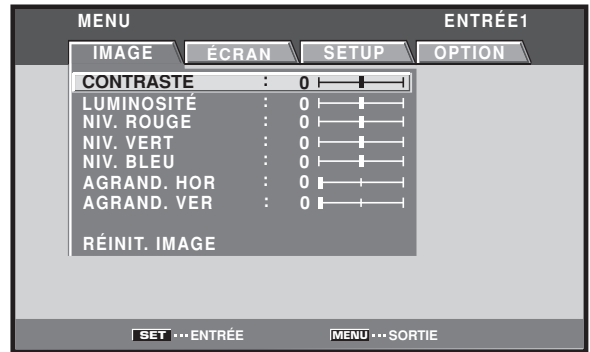 MENU ENTRÉE1
IMAGE ÉCRAN SETUP OPTION
CONTRASTE : 0
LUMINOSITÉ : 0
NIV. ROUGE : 0
NIV. VERT : 0
NIV. BLEU : 0
AGRAND. HOR : 0
AGRAND. VER : 0
RÉINIT. IMAGE
SET ··· ENTRÉE MENU ··· SORTIE